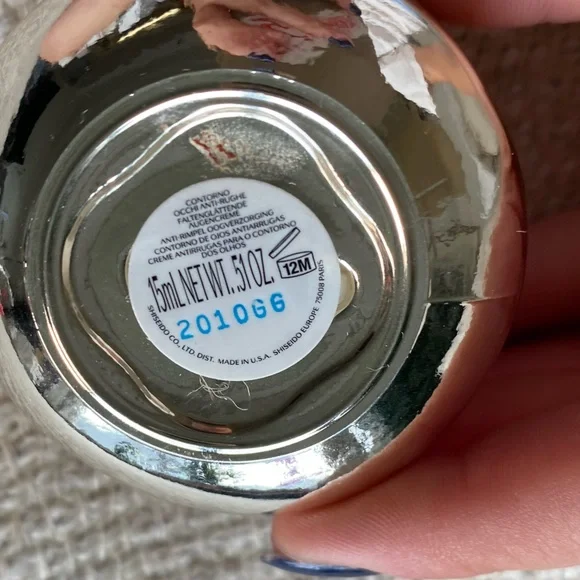 CONTORNO
OCCHI ANTI-RUGHE
FALTENGLÄTTENDE
AUGENCREME
ANTI-RIMPEL OOGVERZORGING
CONTORNO DE OJOS ANTIARRUGAS
CREME ANTIRRUGAS PARA O CONTORNO
DOS OLHOS
15mL NET WT. .51 OZ.
12M
201066
SHISEIDO CO., LTD. DIST. MADE IN U.S.A. SHISEIDO EUROPE 75008 PARIS